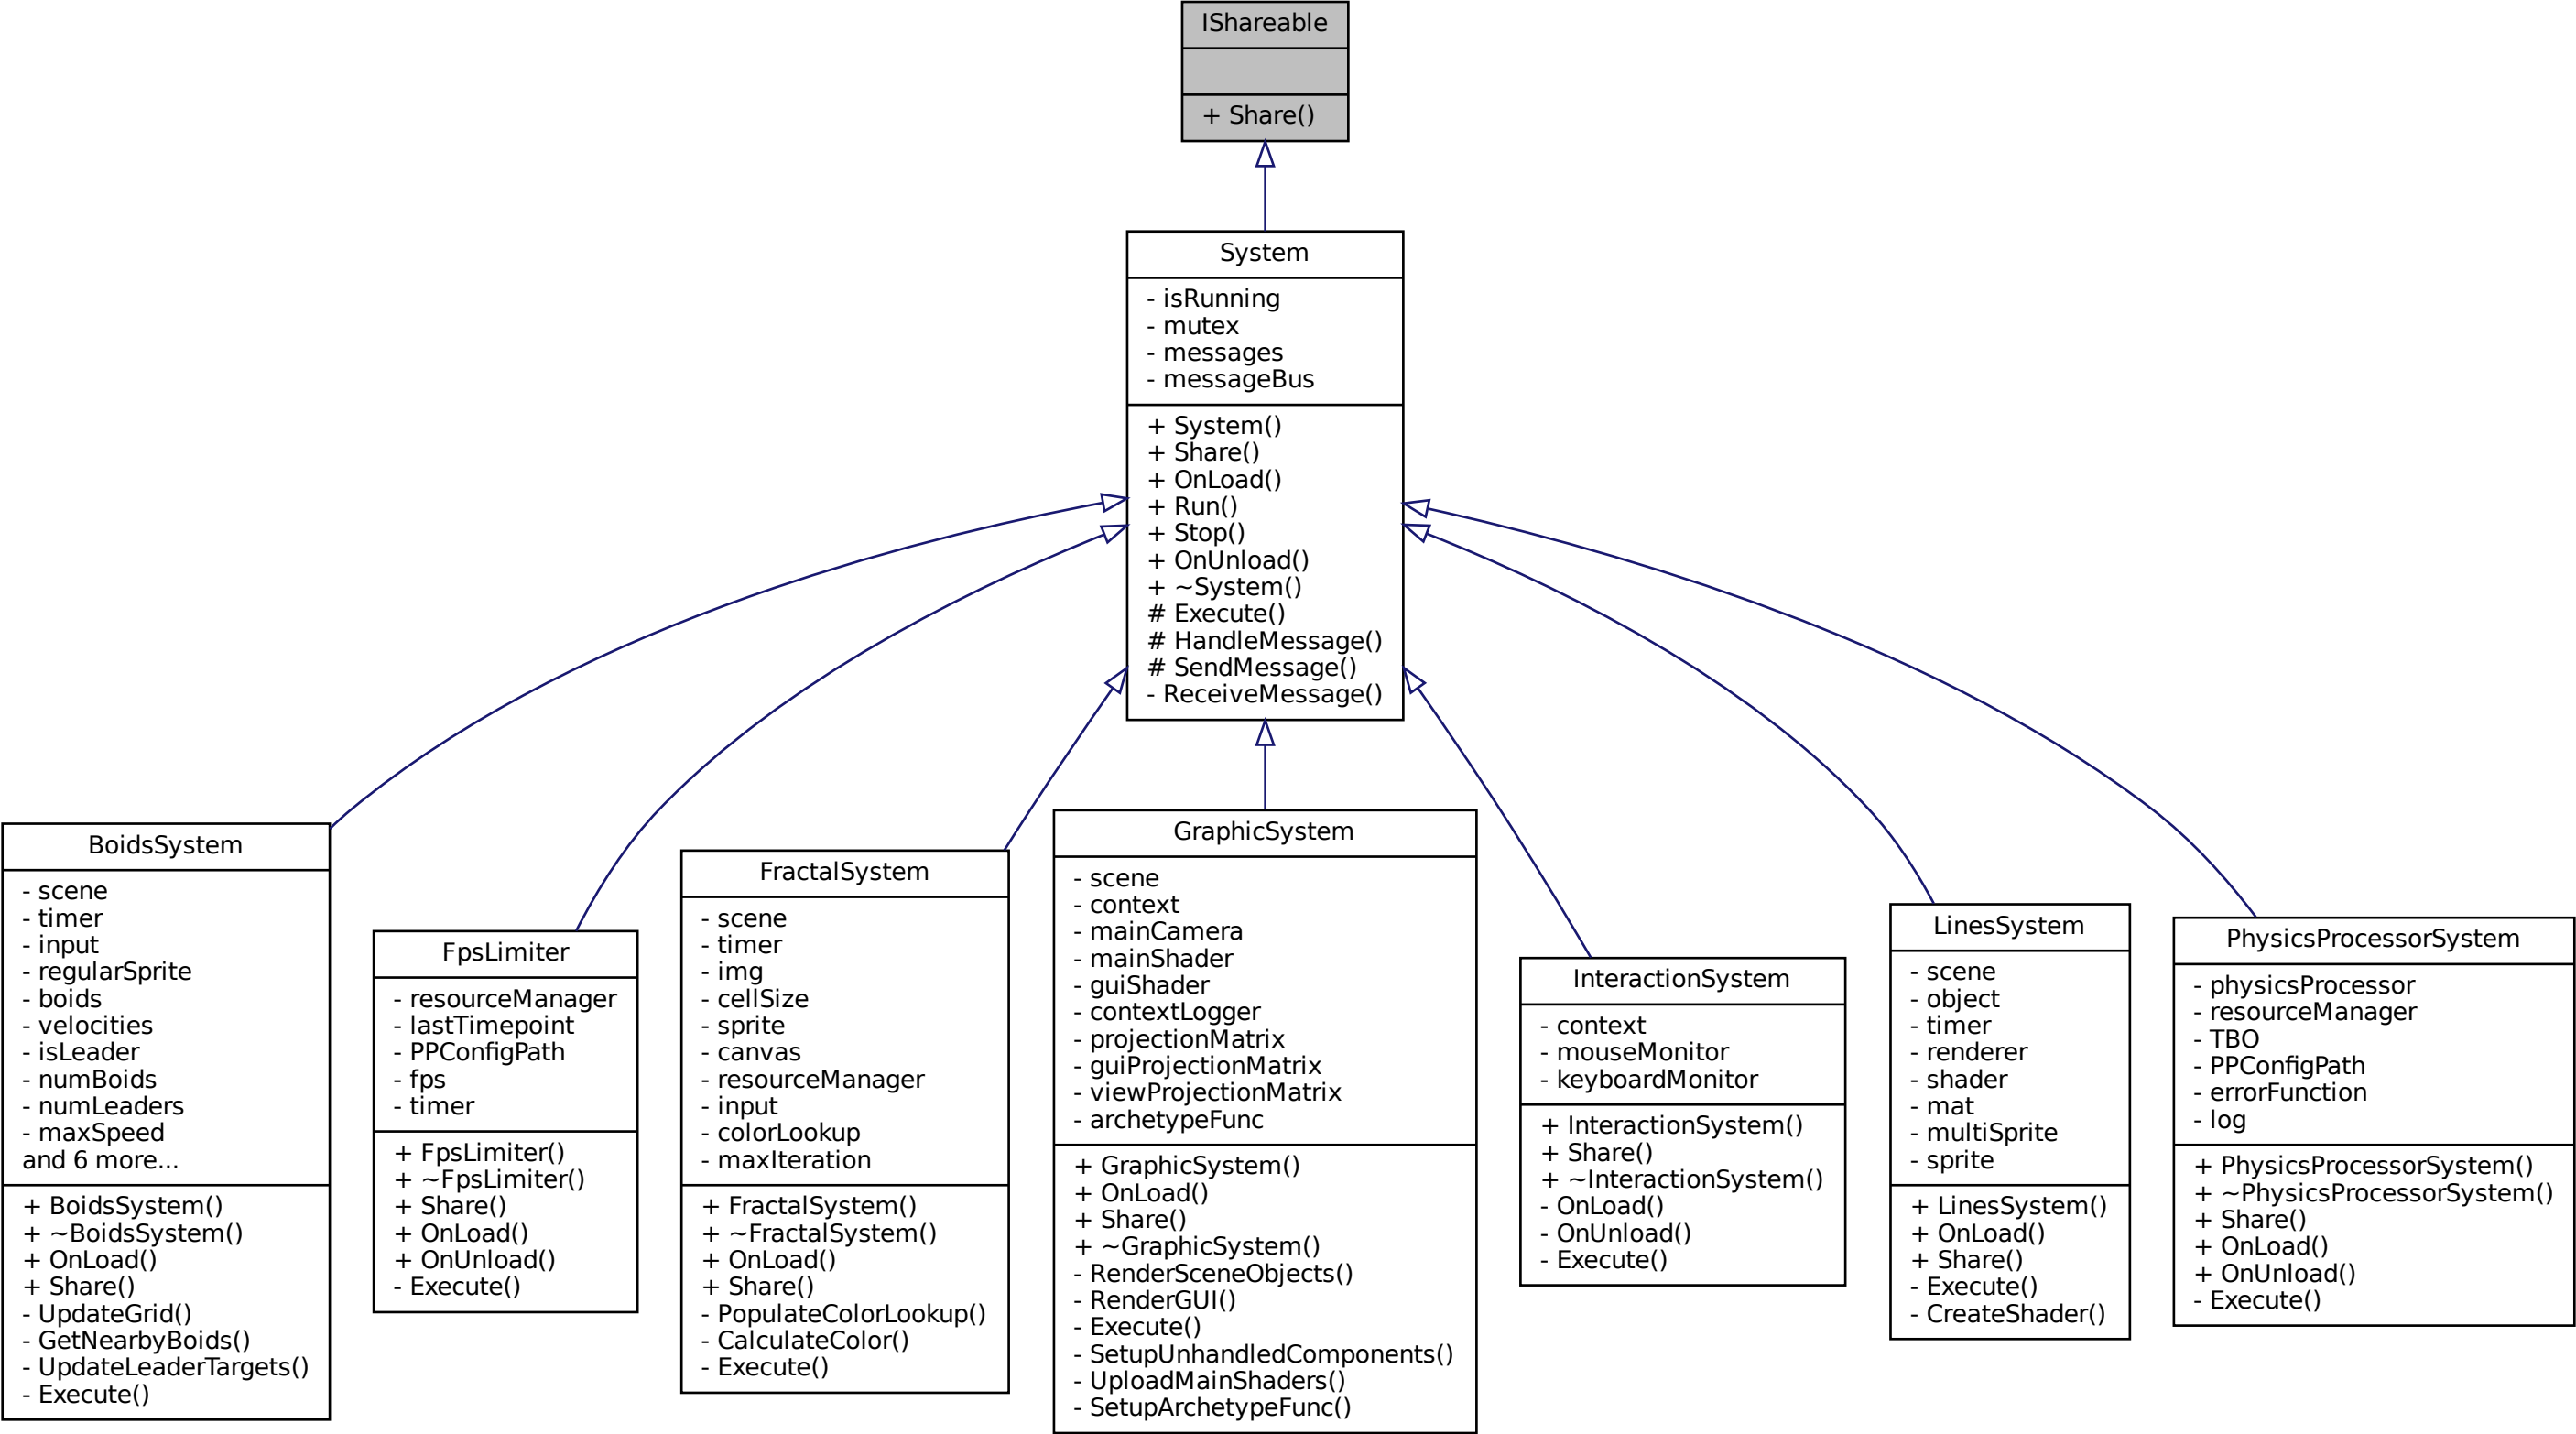 IShareable
+ Share()
System
- isRunning
- mutex
- messages
- messageBus
+ System()
+ Share()
+ OnLoad()
+ Run()
+ Stop()
+ OnUnload()
+ ~System()
# Execute()
# HandleMessage()
# SendMessage()
- ReceiveMessage()
BoidsSystem
- scene
- timer
- input
- regularSprite
- boids
- velocities
- isLeader
- numBoids
- numLeaders
- maxSpeed
and 6 more...
+ BoidsSystem()
+ ~BoidsSystem()
+ OnLoad()
+ Share()
- UpdateGrid()
- GetNearbyBoids()
- UpdateLeaderTargets()
- Execute()
FpsLimiter
- resourceManager
- lastTimepoint
- PPConfigPath
- fps
- timer
+ FpsLimiter()
+ ~FpsLimiter()
+ Share()
+ OnLoad()
+ OnUnload()
- Execute()
FractalSystem
- scene
- timer
- img
- cellSize
- sprite
- canvas
- resourceManager
- input
- colorLookup
- maxIteration
+ FractalSystem()
+ ~FractalSystem()
+ OnLoad()
+ Share()
- PopulateColorLookup()
- CalculateColor()
- Execute()
GraphicSystem
- scene
- context
- mainCamera
- mainShader
- guiShader
- contextLogger
- projectionMatrix
- guiProjectionMatrix
- viewProjectionMatrix
- archetypeFunc
+ GraphicSystem()
+ OnLoad()
+ Share()
+ ~GraphicSystem()
- RenderSceneObjects()
- RenderGUI()
- Execute()
- SetupUnhandledComponents()
- UploadMainShaders()
- SetupArchetypeFunc()
InteractionSystem
- context
- mouseMonitor
- keyboardMonitor
+ InteractionSystem()
+ Share()
+ ~InteractionSystem()
- OnLoad()
- OnUnload()
- Execute()
LinesSystem
- scene
- object
- timer
- renderer
- shader
- mat
- multiSprite
- sprite
+ LinesSystem()
+ OnLoad()
+ Share()
- Execute()
- CreateShader()
PhysicsProcessorSystem
- physicsProcessor
- resourceManager
- TBO
- PPConfigPath
- errorFunction
- log
+ PhysicsProcessorSystem()
+ ~PhysicsProcessorSystem()
+ Share()
+ OnLoad()
+ OnUnload()
- Execute()